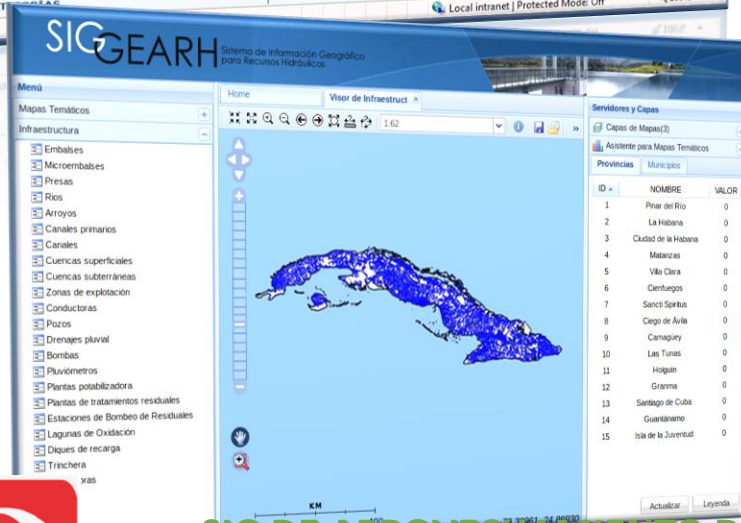 Local intranet | Protected Mode: Off
SIGGEARH
Sistema de Información Geográfico
para Recursos Hidráulicos
Menú
Mapas Temáticos
Infraestructura
Embalses
Microembalses
Presas
Rios
Arroyos
Canales primarios
Canales
Cuencas superficiales
Cuencas subterráneas
Zonas de explotación
Conductoras
Pozos
Drenajes pluvial
Bombas
Pluviómetros
Plantas potabilizadora
Plantas de tratamientos residuales
Estaciones de Bombeo de Residuales
Lagunas de Oxidación
Diques de recarga
Trinchera
Home
Visor de Infraestruct
1:62
KM
100
Servidores y Capas
Capas de Mapas(3)
Asistente para Mapas Temáticos
Provincias Municipios
ID NOMBRE VALOR
1 Pinar del Río 0
2 La Habana 0
3 Ciudad de la Habana 0
4 Matanzas 0
5 Villa Clara 0
6 Cienfuegos 0
7 Sancti Spiritus 0
8 Ciego de Ávila 0
9 Camagüey 0
10 Las Tunas 0
11 Holguin 0
12 Granma 0
13 Santiago de Cuba 0
14 Guantánamo 0
15 Isla de la Juventud 0
Actualizar Leyenda